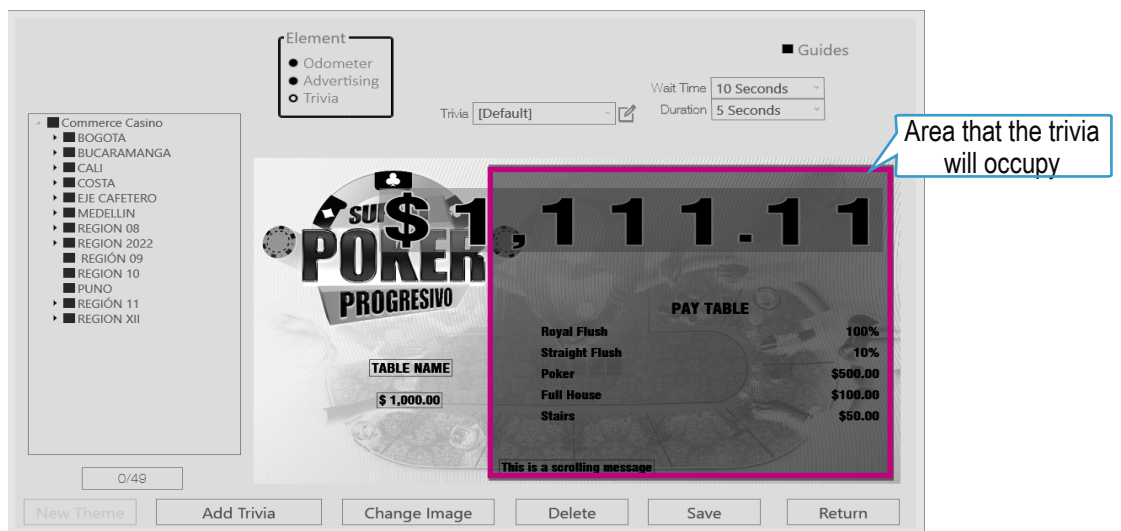 Element
Odometer
Advertising
Trivia
Guides
Wait Time 10 Seconds
Trivia [Default]
Duration 5 Seconds
Area that the trivia
will occupy
Commerce Casino
BOGOTA
BUCARAMANGA
CALI
COSTA
EJE CAFETERO
MEDELLIN
REGION 08
REGION 2022
REGIÓN 09
REGION 10
PUNO
REGIÓN 11
REGION XII
0/49
$1,111.11
POKER
PROGRESIVO
TABLE NAME
$ 1,000.00
PAY TABLE
Royal Flush 100%
Straight Flush 10%
Poker $500.00
Full House $100.00
Stairs $50.00
This is a scrolling message
New Theme
Add Trivia
Change Image
Delete
Save
Return